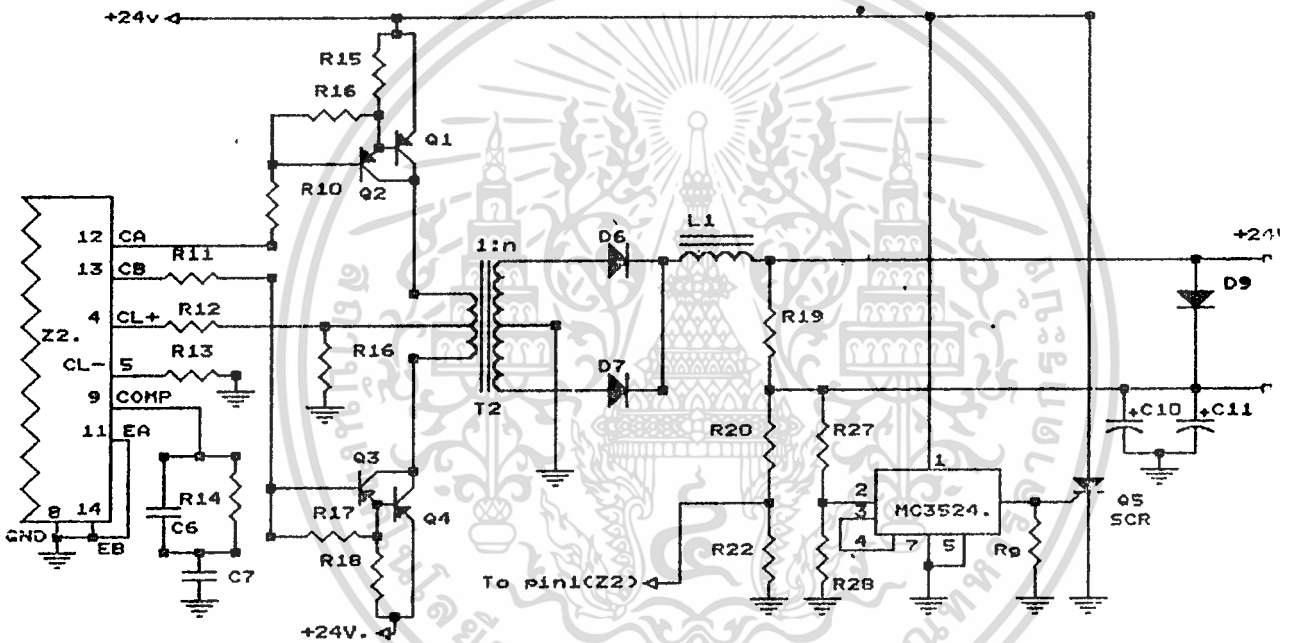 +24v
R15
R16
Q1
R10
Q2
12 CA
R11
13 CB
R12
4 CL+
Z2.
R13
CL- 5
9 COMP
11 EA
R14
C6
8 14
GND
EB
C7
1:n
R16
T2
Q3
R17
Q4
R18
+24V.
D6
L1
D7
R19
R20
R27
R22
R28
To pin1(Z2)
1
2
3
4
7
5
MC3524.
Rg
Q5
SCR
C10
C11
+24
D9